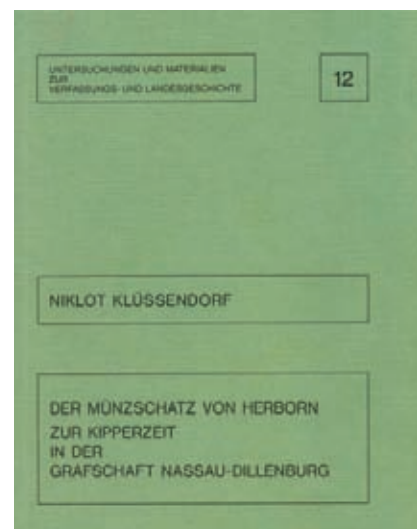 UNTERSUCHUNGEN UND MATERIALIEN
ZUR
VERFASSUNGS- UND LANDESGESCHICHTE
12
NIKLOT KLÜSSENDORF
DER MÜNZSCHATZ VON HERBORN
ZUR KIPPERZEIT
IN DER
GRAFSCHAFT NASSAU-DILLENBURG